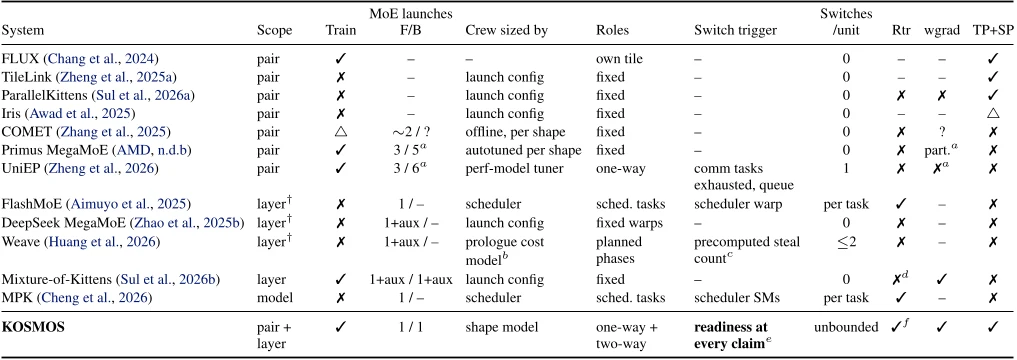 MoE launches Switches
System Scope Train F/B Crew sized by Roles Switch trigger /unit Rtr wgrad TP+SP
FLUX (Chang et al., 2024) pair ✓ – – own tile – 0 – – ✓
TileLink (Zheng et al., 2025a) pair ✗ – launch config fixed – 0 – – ✓
ParallelKittens (Sul et al., 2026a) pair ✗ – launch config fixed – 0 ✗ ✗ ✓
Iris (Awad et al., 2025) pair ✗ – launch config fixed – 0 – – △
COMET (Zhang et al., 2025) pair △ ∼2 / ? offline, per shape fixed – 0 ✗ ? ✗
Primus MegaMoE (AMD, n.d.b) pair ✓ 3 / 5ᵃ autotuned per shape fixed – 0 ✗ part.ᵃ ✗
UniEP (Zheng et al., 2026) pair ✓ 3 / 6ᵃ perf-model tuner one-way comm tasks 1 ✗ ✗ᵃ ✗
exhausted, queue
FlashMoE (Aimuyo et al., 2025) layer† ✗ 1 / – scheduler sched. tasks scheduler warp per task ✓ – ✗
DeepSeek MegaMoE (Zhao et al., 2025b) layer† ✗ 1+aux / – launch config fixed warps – 0 ✗ – ✗
Weave (Huang et al., 2026) layer† ✗ 1+aux / – prologue cost planned precomputed steal ≤2 ✗ – ✗
modelᵇ phases countᶜ
Mixture-of-Kittens (Sul et al., 2026b) layer ✓ 1+aux / 1+aux launch config fixed – 0 ✗ᵈ ✓ ✗
MPK (Cheng et al., 2026) model ✗ 1 / – scheduler sched. tasks scheduler SMs per task ✓ – ✗
KOSMOS pair + ✓ 1 / 1 shape model one-way + readiness at unbounded ✓ᶠ ✓ ✓
layer two-way every claimᵉ